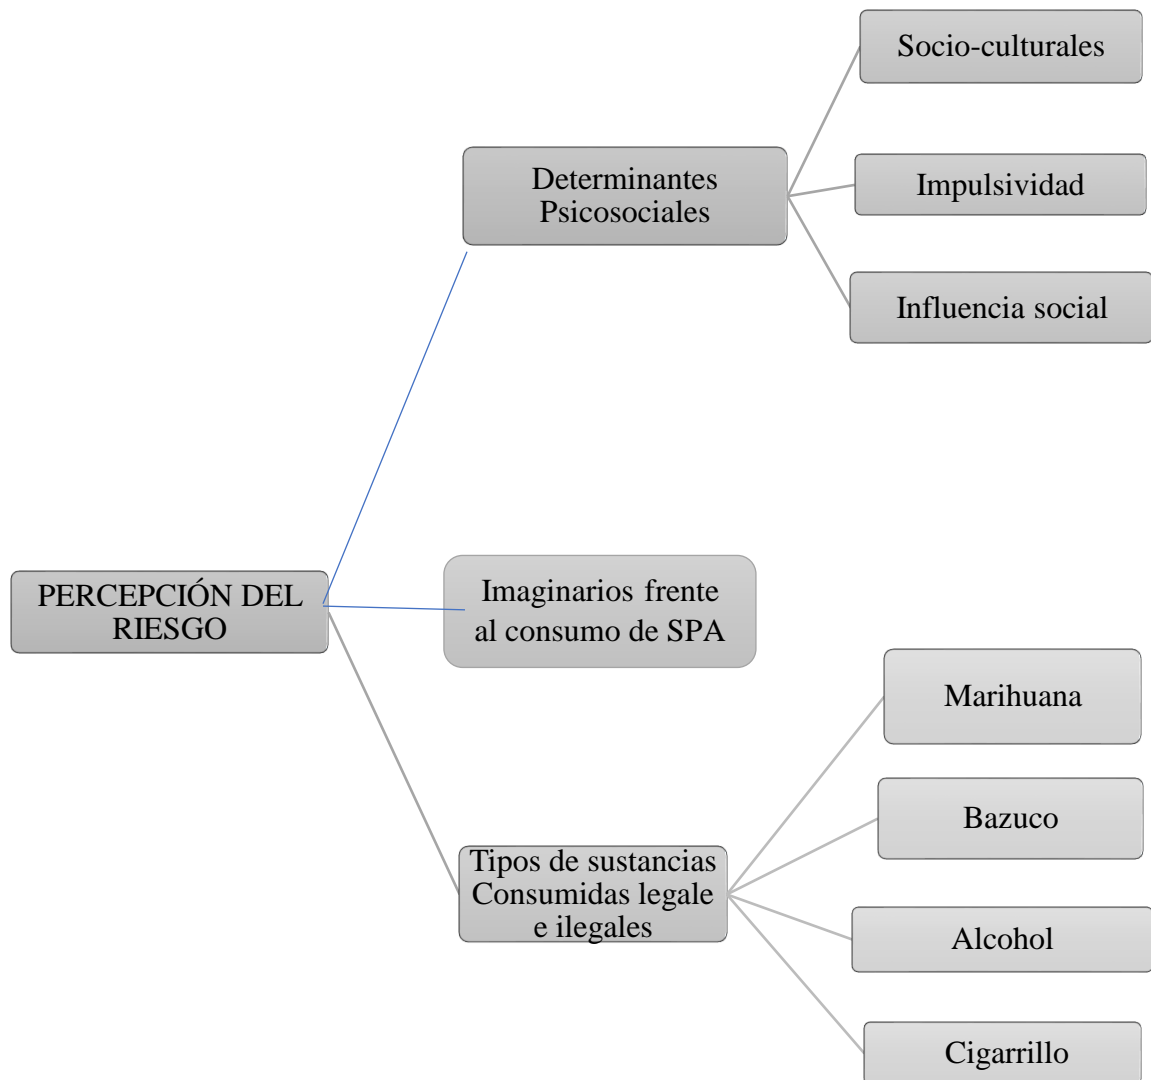 Socio-culturales
Determinantes
Psicosociales
Impulsividad
Influencia social
PERCEPCIÓN DEL
RIESGO
Imaginarios frente
al consumo de SPA
Marihuana
Bazuco
Tipos de sustancias
Consumidas legale
e ilegales
Alcohol
Cigarrillo